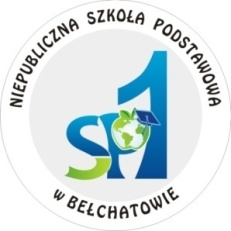 NIEPUBLICZNA SZKOŁA PODSTAWOWA
SP1
w BEŁCHATOWIE